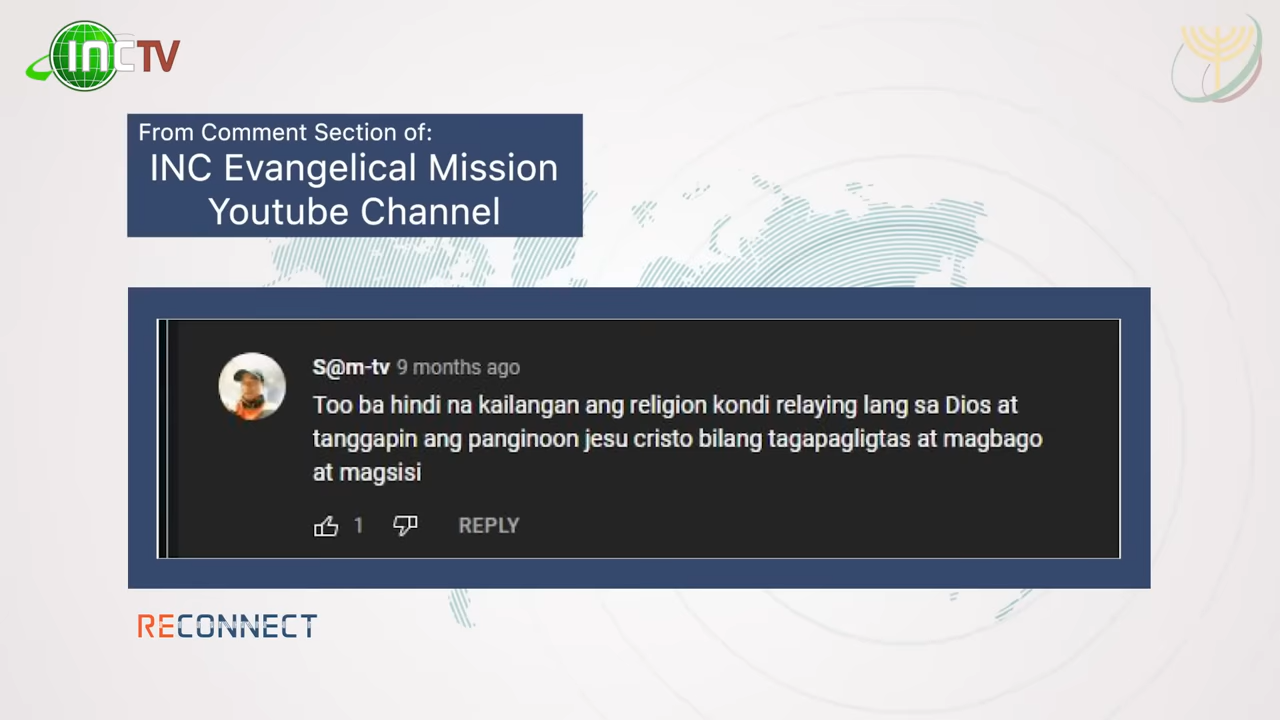 INCTV
From Comment Section of:
INC Evangelical Mission
Youtube Channel
S@m-tv 9 months ago
Too ba hindi na kailangan ang religion kondi relaying lang sa Dios at
tanggapin ang panginoon jesu cristo bilang tagapagligtas at magbago
at magsisi
1 REPLY
RECONNECT